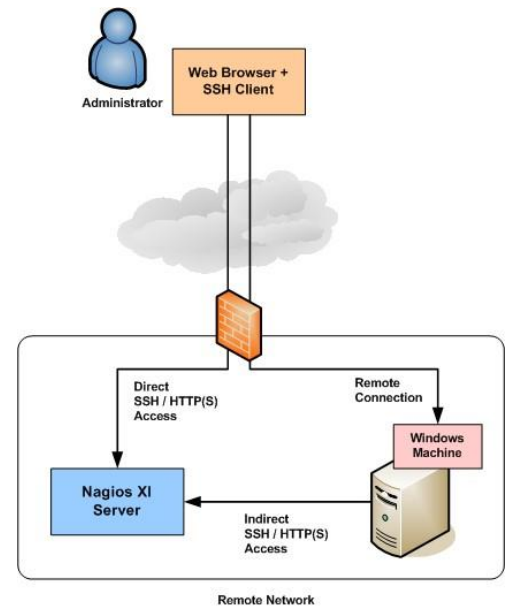 Web Browser +
SSH Client
Administrator
Direct
SSH / HTTP(S)
Access
Remote
Connection
Windows
Machine
Nagios XI
Server
Indirect
SSH / HTTP(S)
Access
Remote Network